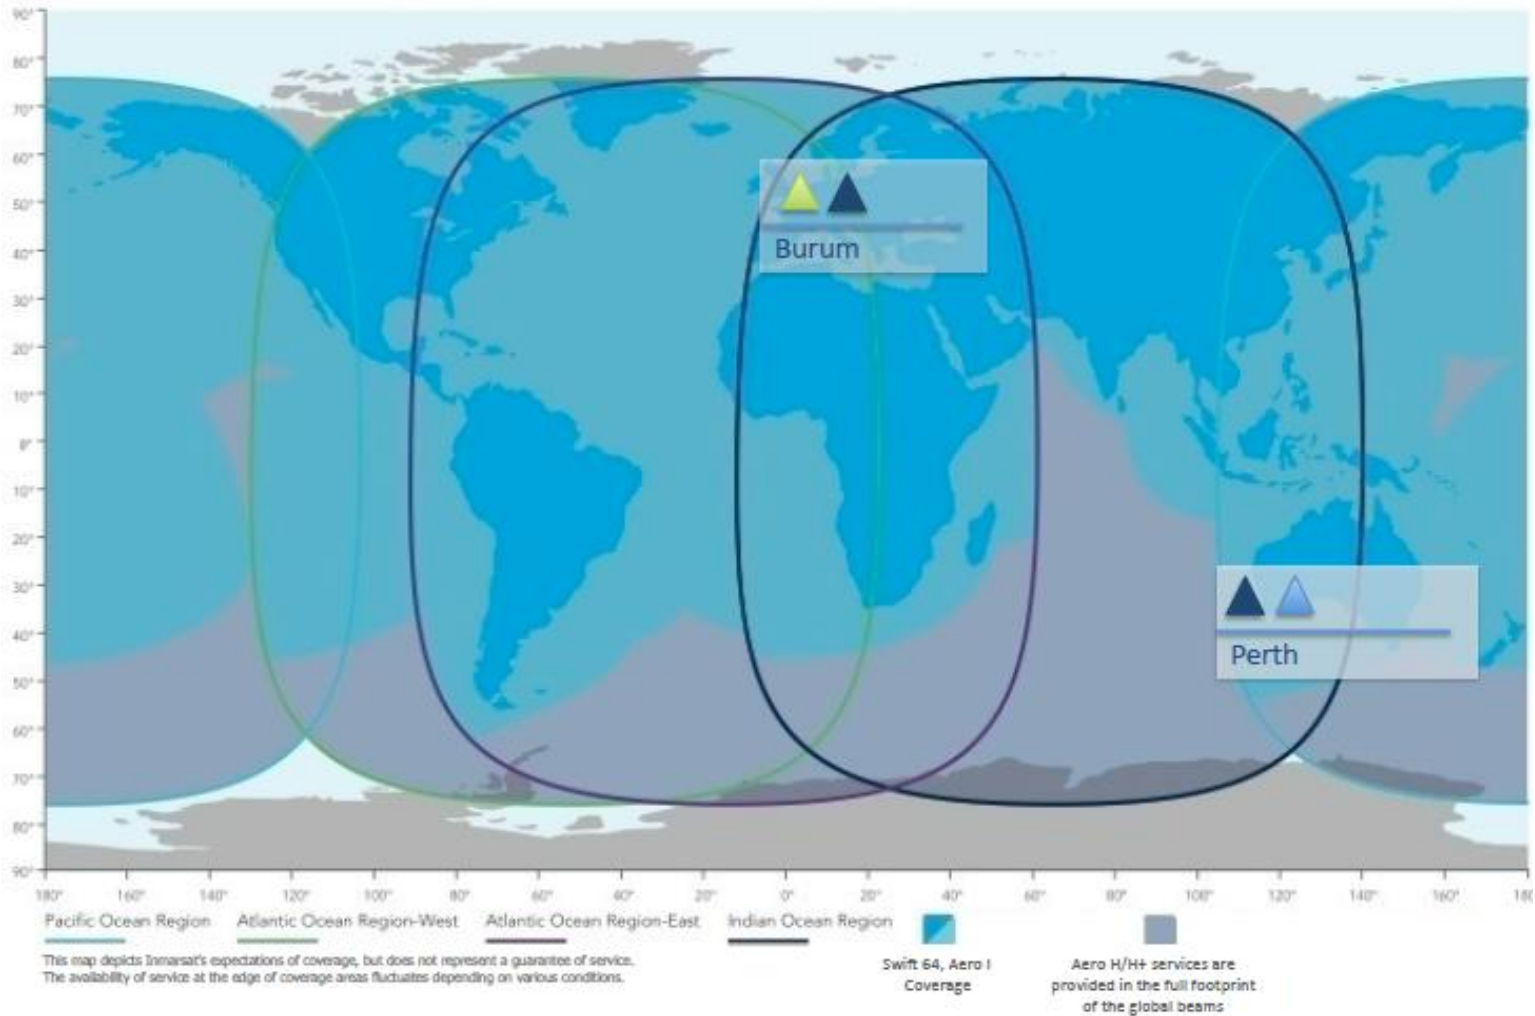 90°
80°
70°
60°
50°
40°
30°
20°
10°
0°
10°
20°
30°
40°
50°
60°
70°
80°
90°
Burum
Perth
180° 160° 140° 120° 100° 80° 60° 40° 20° 0° 20° 40° 60° 80° 100° 120° 140° 160° 180
Pacific Ocean Region Atlantic Ocean Region-West Atlantic Ocean Region-East Indian Ocean Region
This map depicts Inmarsat's expectations of coverage, but does not represent a guarantee of service.
The availability of service at the edge of coverage areas fluctuates depending on various conditions.
Swift 64, Aero I
Coverage
Aero H/H+ services are
provided in the full footprint
of the global beams